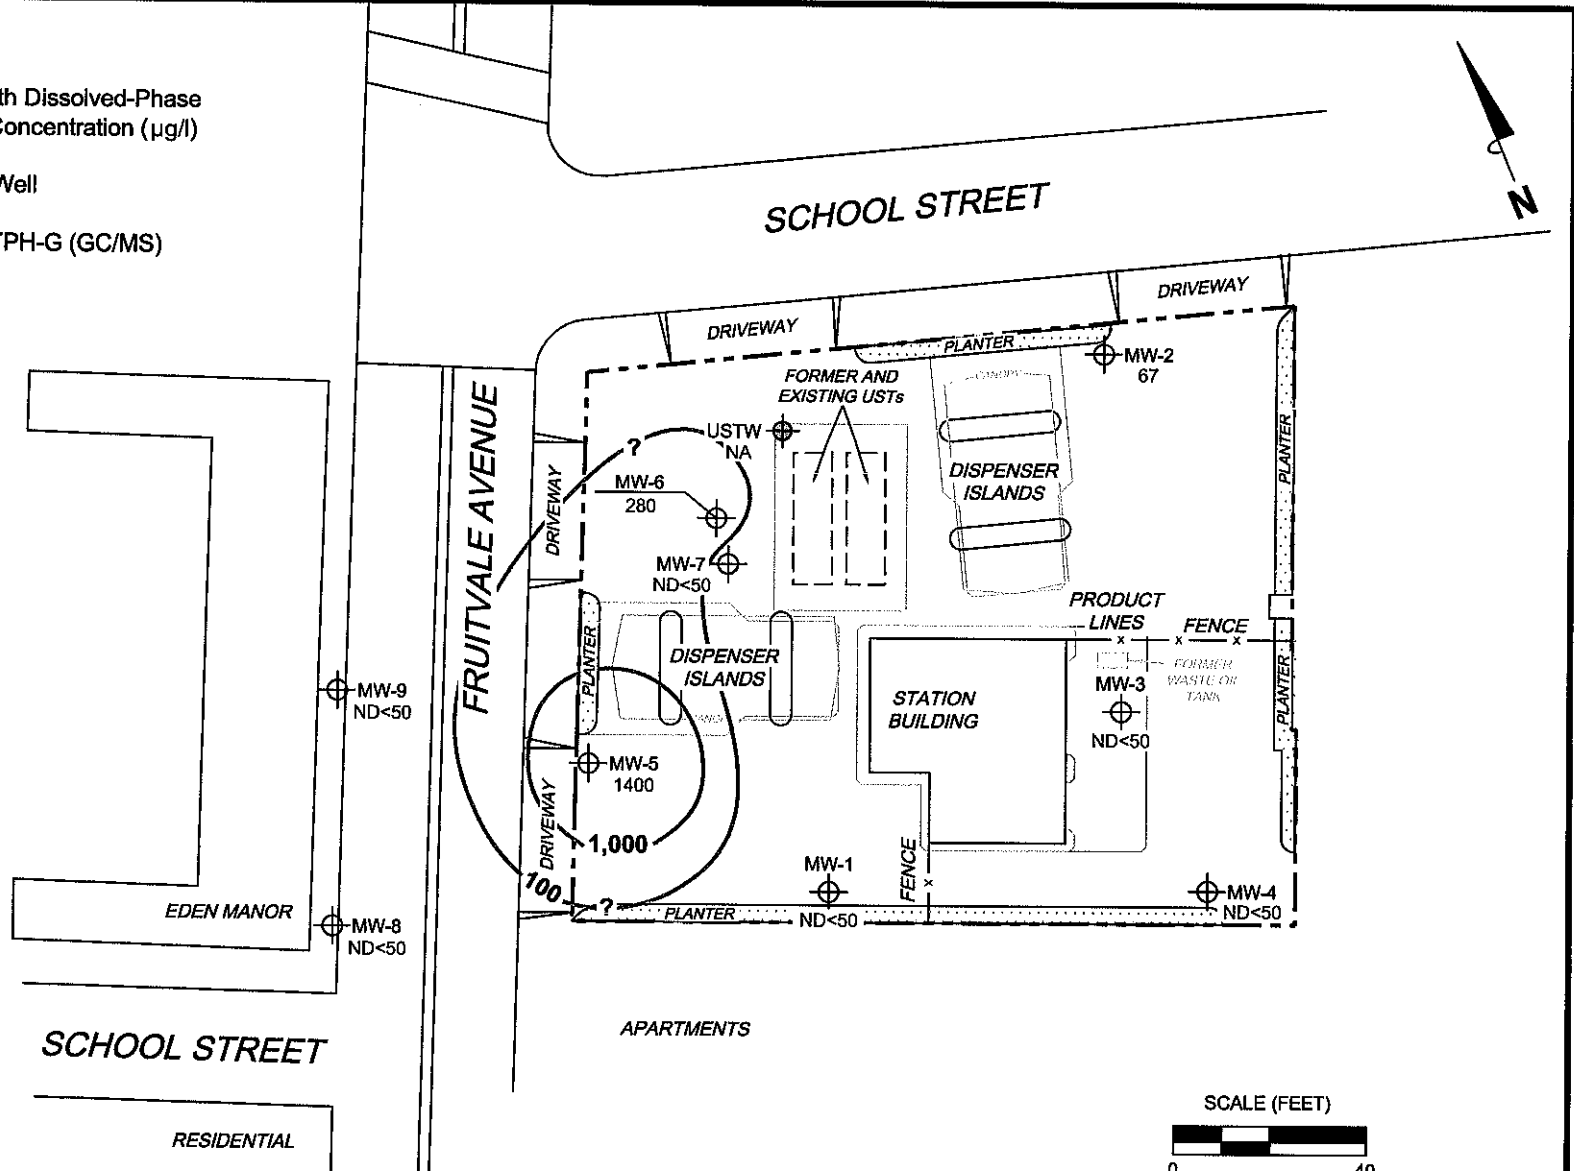 th Dissolved-Phase
Concentration (µg/l)
Well
TPH-G (GC/MS)
N
SCHOOL STREET
DRIVEWAY
DRIVEWAY
PLANTER
MW-2
67
FORMER AND
EXISTING USTs
CANOPY
USTW
NA
?
MW-6
280
DRIVEWAY
FRUITVALE AVENUE
DISPENSER
ISLANDS
PLANTER
MW-7
ND<50
PRODUCT
LINES
FENCE
x
x
x
PLANTER
DISPENSER
ISLANDS
CANOPY
STATION
BUILDING
FORMER
WASTE OIL
TANK
MW-3
ND<50
PLANTER
MW-9
ND<50
MW-5
1400
DRIVEWAY
1,000
100
?
MW-1
ND<50
FENCE
x
MW-4
ND<50
PLANTER
EDEN MANOR
MW-8
ND<50
SCHOOL STREET
APARTMENTS
RESIDENTIAL
SCALE (FEET)
0 40